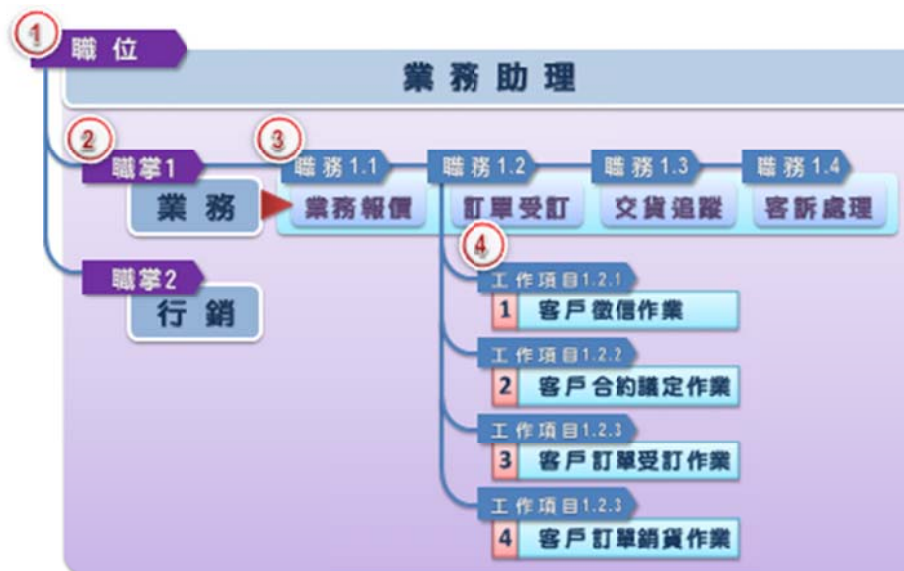 ① 職位
業務助理
② ③
職掌1 職務1.1 職務1.2 職務1.3 職務1.4
業務 業務報價 訂單受訂 交貨追蹤 客訴處理
④
職掌2 工作項目1.2.1
行銷 1 客戶徵信作業
工作項目1.2.2
2 客戶合約議定作業
工作項目1.2.3
3 客戶訂單受訂作業
工作項目1.2.3
4 客戶訂單銷貨作業